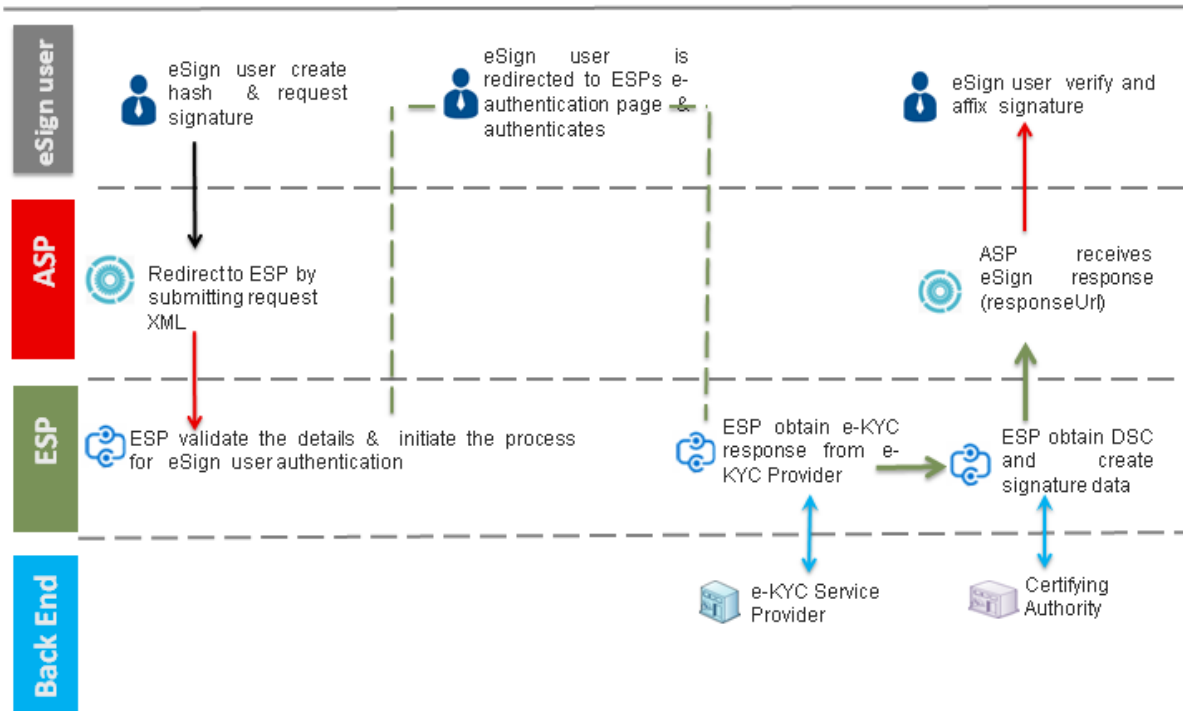 eSign user
eSign user create
hash & request
signature
eSign user is
redirected to ESPs e-
authentication page &
authenticates
eSign user verify and
affix signature
ASP
Redirect to ESP by
submitting request
XML
ASP receives
eSign response
(responseUrl)
ESP
ESP validate the details & initiate the process
for eSign user authentication
ESP obtain e-KYC
response from e-
KYC Provider
ESP obtain DSC
and create
signature data
Back End
e-KYC Service
Provider
Certifying
Authority